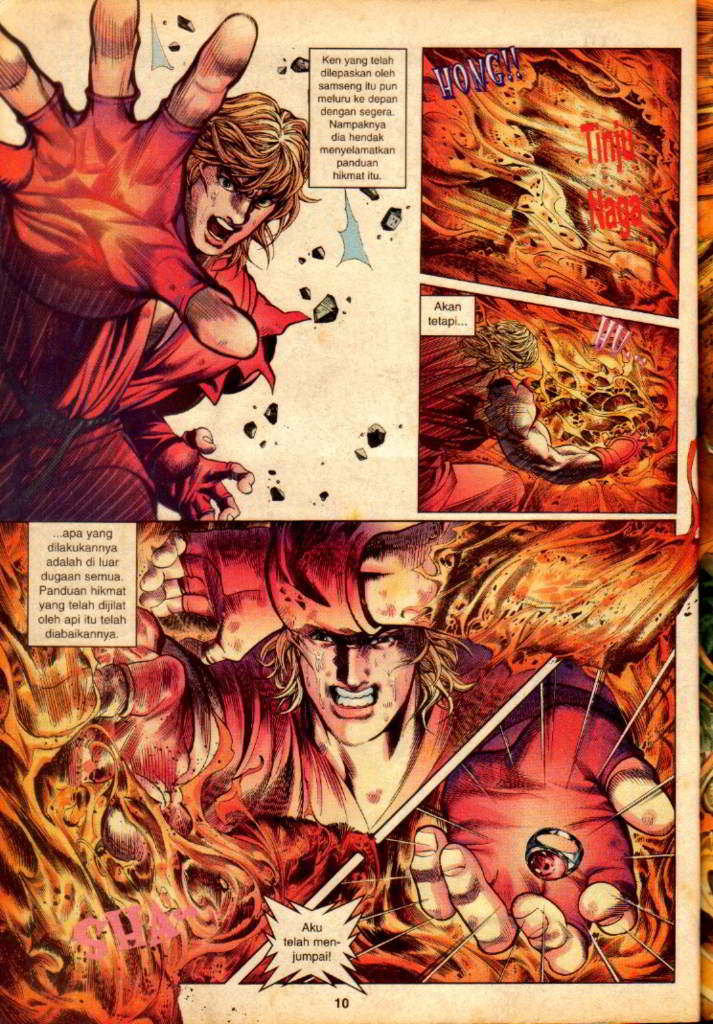 Ken yang telah
dilepaskan oleh
samseng itu pun
meluru ke depan
dengan segera.
Nampaknya
dia hendak
menyelamatkan
panduan
hikmat itu.
HONG!!
Tinju
Naga
Akan
tetapi...
HU...
...apa yang
dilakukannya
adalah di luar
dugaan semua.
Panduan hikmat
yang telah dijilat
oleh api itu telah
diabaikannya.
SHA...
Aku
telah men-
jumpai!
10